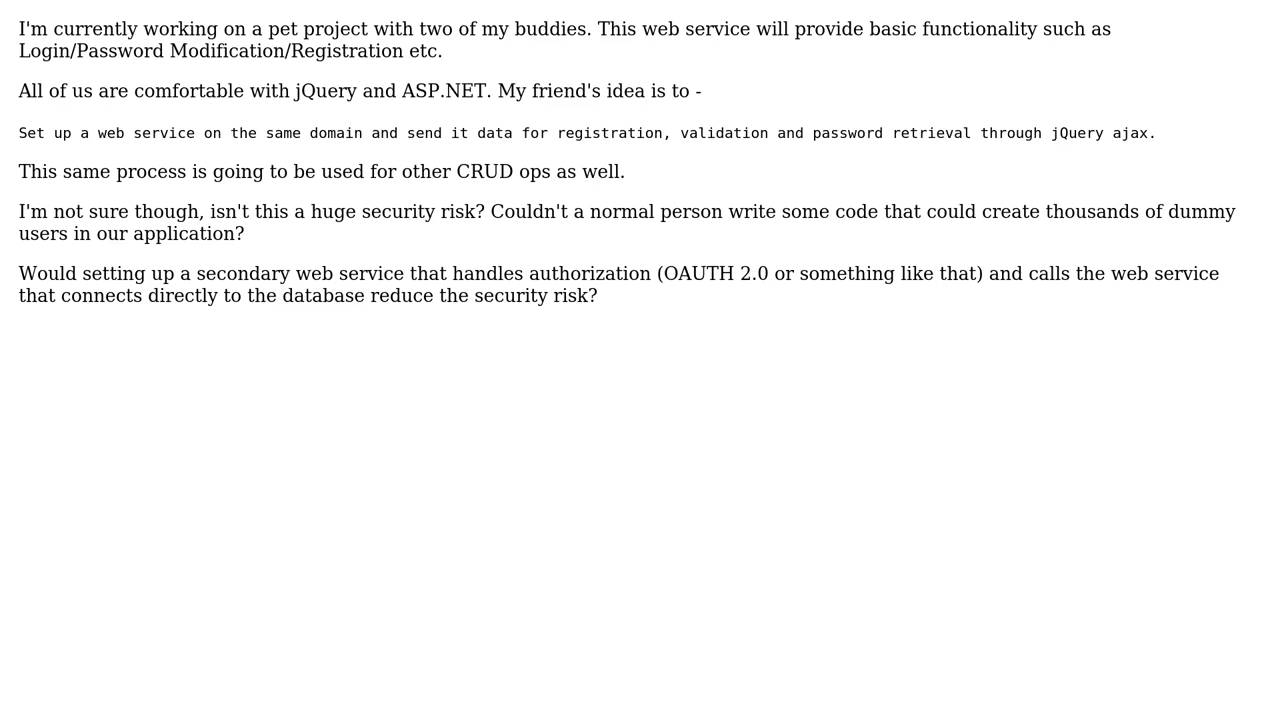 I'm currently working on a pet project with two of my buddies. This web service will provide basic functionality such as
Login/Password Modification/Registration etc.
All of us are comfortable with jQuery and ASP.NET. My friend's idea is to -
Set up a web service on the same domain and send it data for registration, validation and password retrieval through jQuery ajax.
This same process is going to be used for other CRUD ops as well.
I'm not sure though, isn't this a huge security risk? Couldn't a normal person write some code that could create thousands of dummy
users in our application?
Would setting up a secondary web service that handles authorization (OAUTH 2.0 or something like that) and calls the web service
that connects directly to the database reduce the security risk?